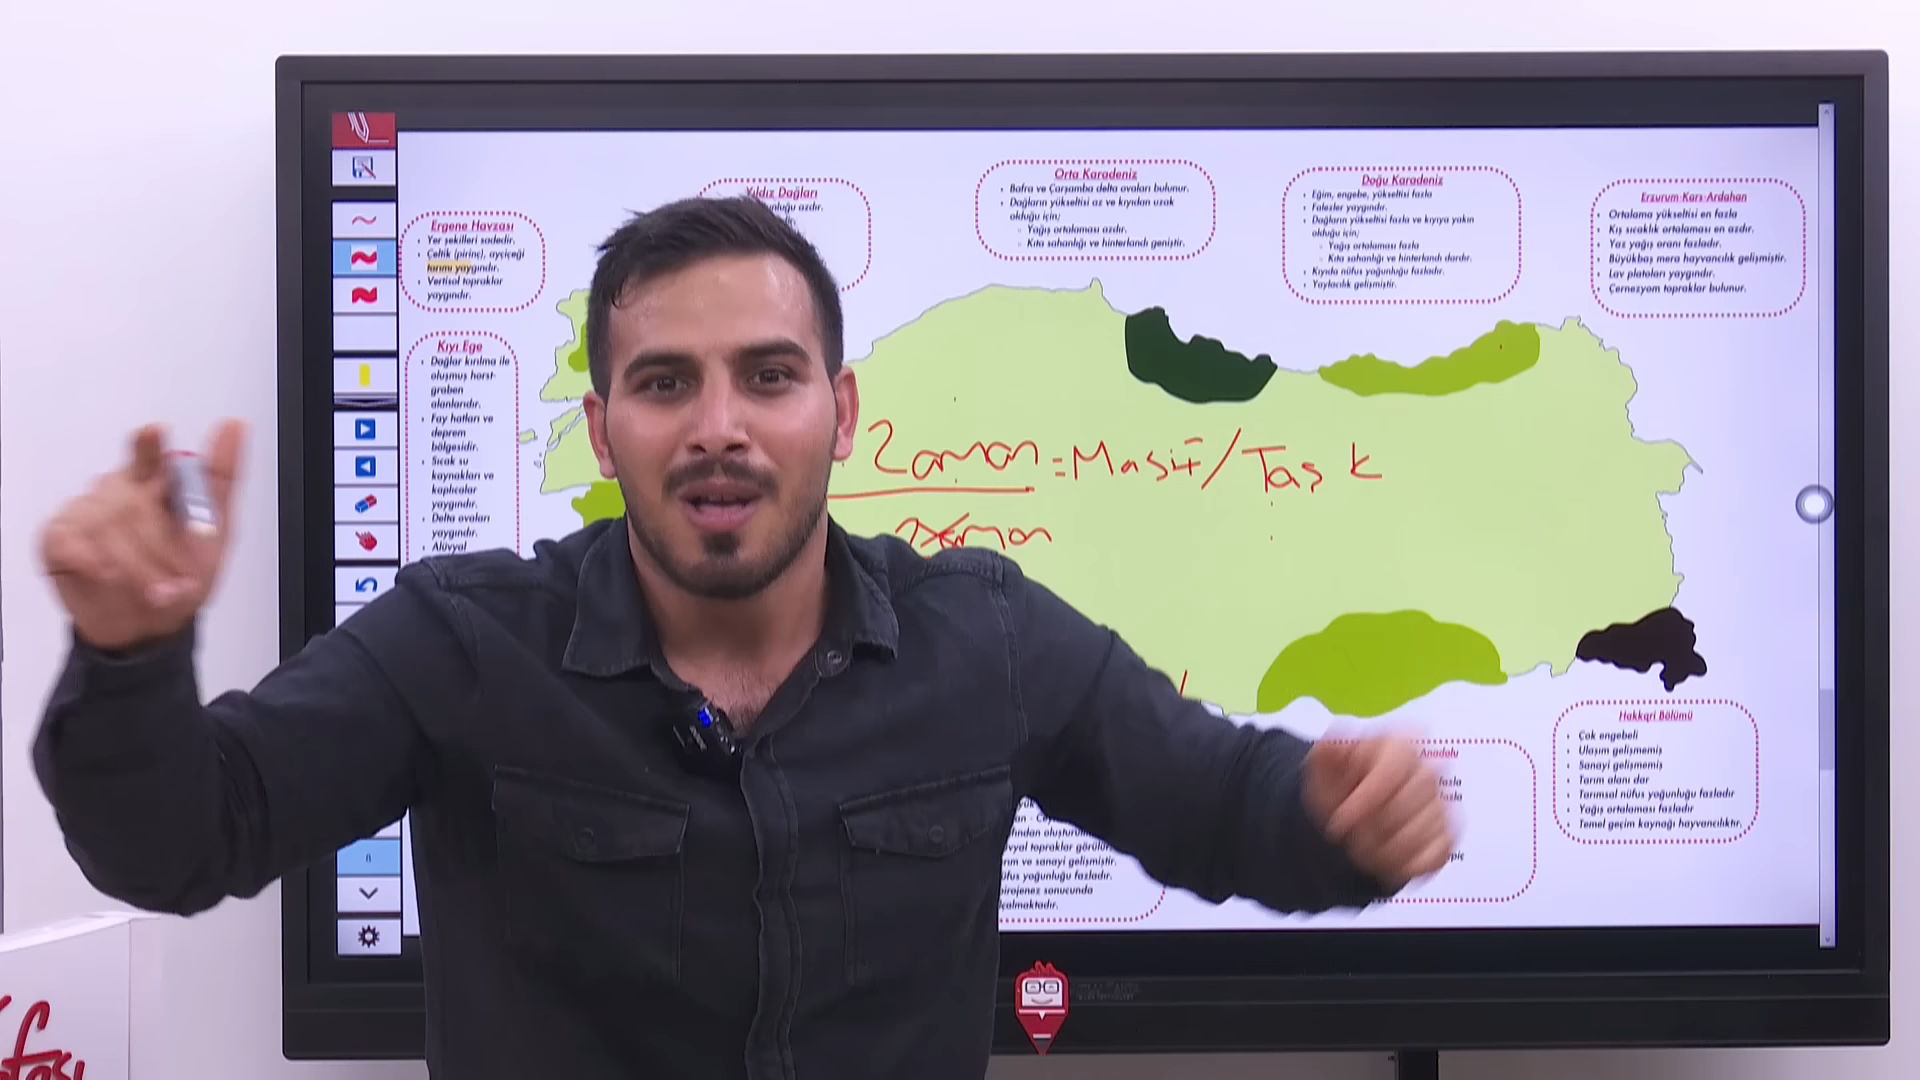 Ergene Havzası
Yer şekilleri sadedir.
Çeltik (pirinç), ayçiçeği
tarımı yaygındır.
Vertisol topraklar
yaygındır.
Kıyı Ege
Dağlar kırılma ile
oluşmuş horst-
graben
alanlarıdır.
Fay hatları ve
deprem
bölgesidir.
Sıcak su
kaynakları ve
kaplıcalar
yaygındır.
Delta ovaları
yaygındır.
Alüvyal
Yıldız Dağları
azdır.
Orta Karadeniz
Bafra ve Çarşamba delta ovaları bulunur.
Dağların yükseltisi az ve kıyıdan uzak
olduğu için;
Yağış ortalaması azdır.
Kıta sahanlığı ve hinterlandı geniştir.
Doğu Karadeniz
Eğim, engebe, yükseltisi fazla
Falezler yaygındır.
Dağların yükseltisi fazla ve kıyıya yakın
olduğu için;
Yağış ortalaması fazla
Kıta sahanlığı ve hinterlandı dardır.
Kıyıda nüfus yoğunluğu fazladır.
Yaylacılık gelişmiştir.
Erzurum Kars Ardahan
Ortalama yükseltisi en fazla
Kış sıcaklık ortalaması en azdır.
Yaz yağış oranı fazladır.
Büyükbaş mera hayvancılık gelişmiştir.
Lav platoları yaygındır.
Çernezyom topraklar bulunur.
Zaman = Masif / Taş k
Hakkari Bölümü
Çok engebeli
Ulaşım gelişmemiş
Sanayi gelişmemiş
Tarım alanı dar
Tarımsal nüfus yoğunluğu fazladır
Yağış ortalaması fazladır
Temel geçim kaynağı hayvancılıktır.
Anadolu
fazla
fazla
topraklar görülür.
tarım ve sanayi gelişmiştir.
nüfus yoğunluğu fazladır.
sonucunda
8